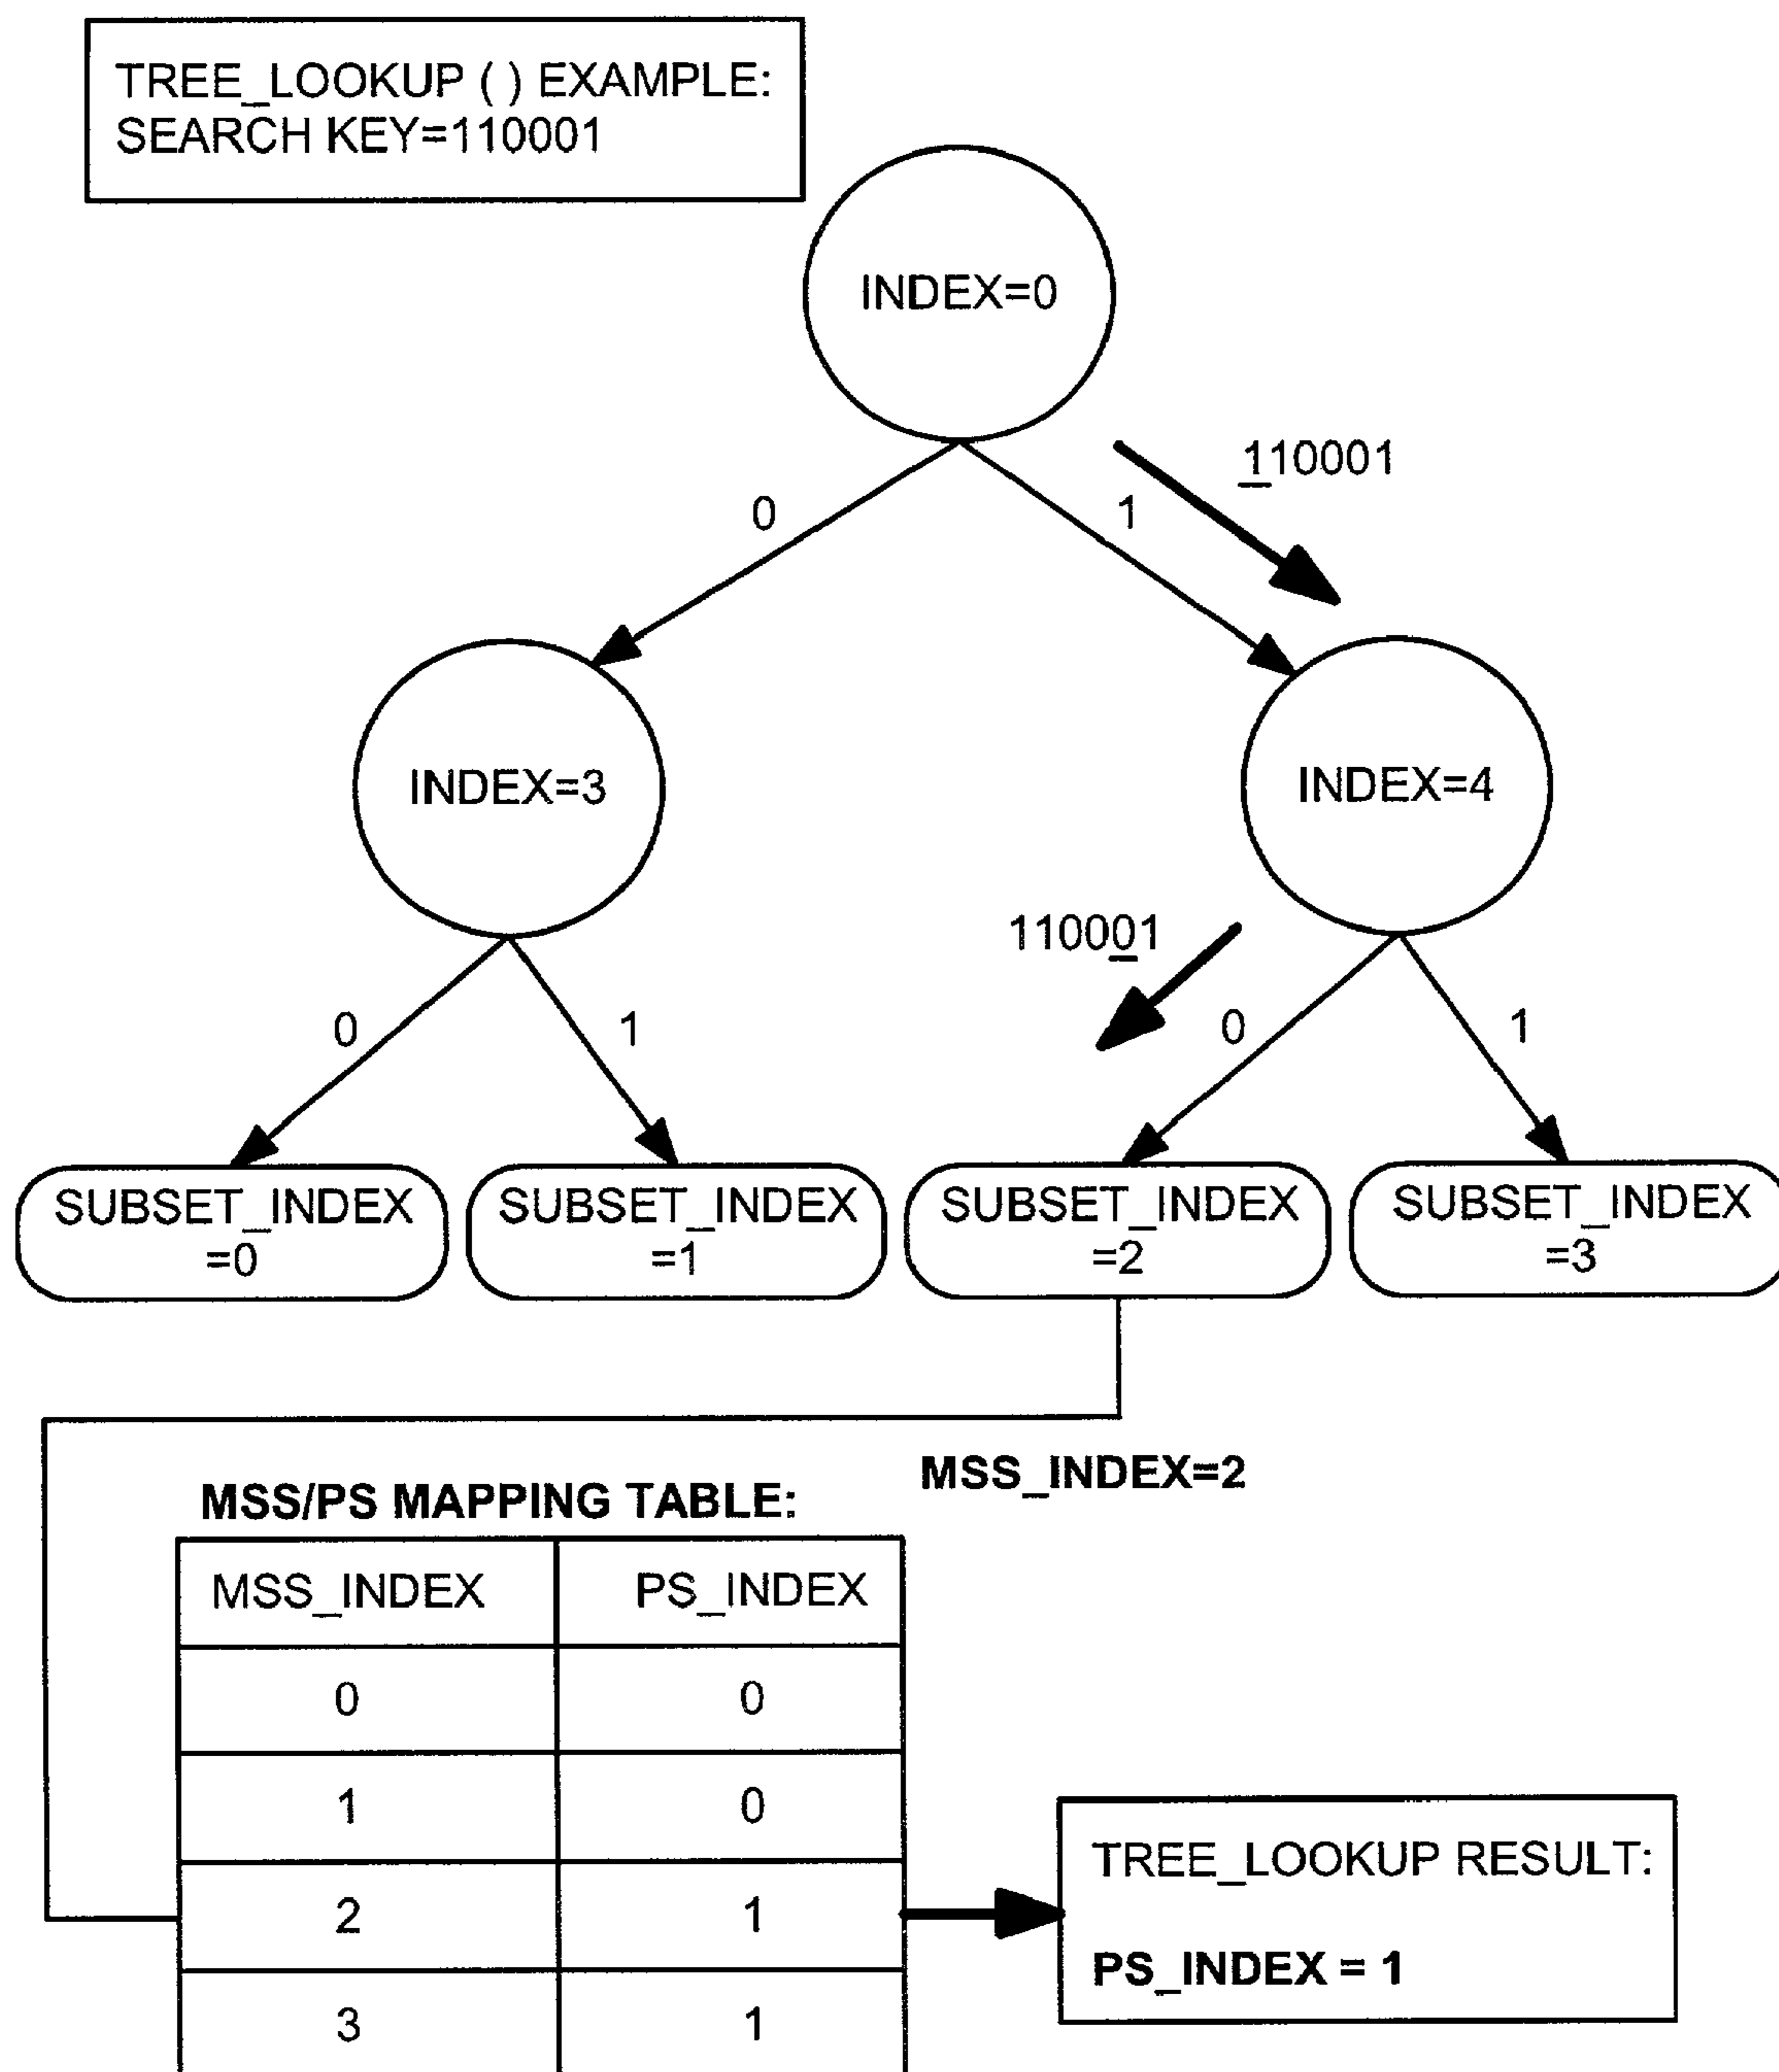 TREE_LOOKUP ( ) EXAMPLE:
SEARCH KEY=110001
INDEX=0
110001
0
1
INDEX=3
INDEX=4
110001
0
1
0
1
SUBSET_INDEX
=0
SUBSET_INDEX
=1
SUBSET_INDEX
=2
SUBSET_INDEX
=3
MSS_INDEX=2
MSS/PS MAPPING TABLE:
MSS_INDEX PS_INDEX
0 0
1 0
2 1
3 1
TREE_LOOKUP RESULT:
PS_INDEX = 1